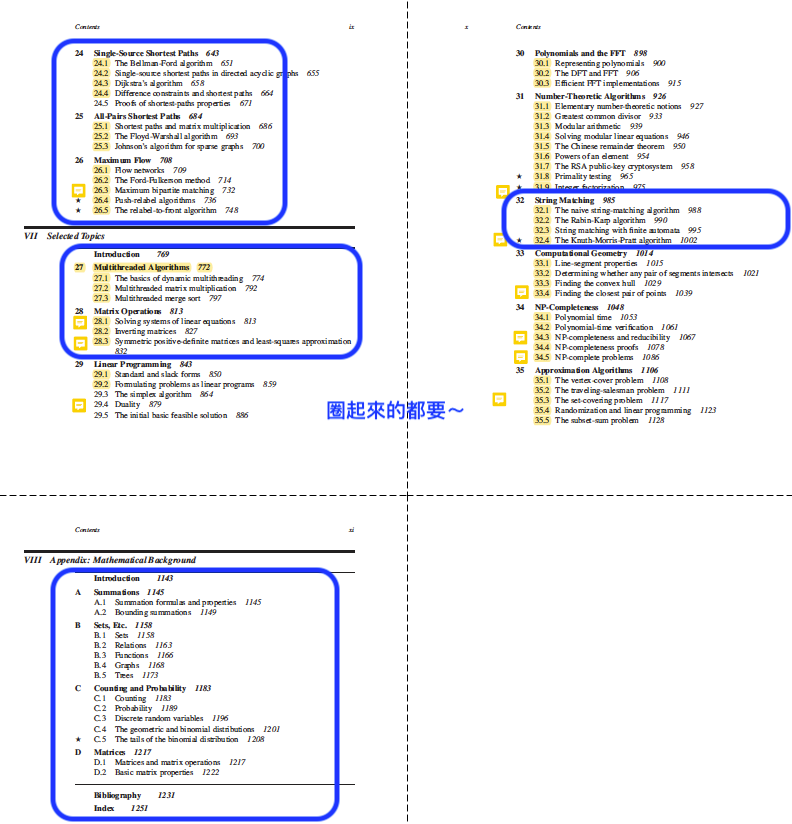 Contents ix
24 Single-Source Shortest Paths 643
24.1 The Bellman-Ford algorithm 651
24.2 Single-source shortest paths in directed acyclic graphs 655
24.3 Dijkstra's algorithm 658
24.4 Difference constraints and shortest paths 664
24.5 Proofs of shortest-paths properties 671
25 All-Pairs Shortest Paths 684
25.1 Shortest paths and matrix multiplication 686
25.2 The Floyd-Warshall algorithm 693
25.3 Johnson's algorithm for sparse graphs 700
26 Maximum Flow 708
26.1 Flow networks 709
26.2 The Ford-Fulkerson method 714
26.3 Maximum bipartite matching 732
★ 26.4 Push-relabel algorithms 736
★ 26.5 The relabel-to-front algorithm 748
VII Selected Topics
Introduction 769
27 Multithreaded Algorithms 772
27.1 The basics of dynamic multithreading 774
27.2 Multithreaded matrix multiplication 792
27.3 Multithreaded merge sort 797
28 Matrix Operations 813
28.1 Solving systems of linear equations 813
28.2 Inverting matrices 827
28.3 Symmetric positive-definite matrices and least-squares approximation
832
29 Linear Programming 843
29.1 Standard and slack forms 850
29.2 Formulating problems as linear programs 859
29.3 The simplex algorithm 864
29.4 Duality 879
29.5 The initial basic feasible solution 886
x Contents
30 Polynomials and the FFT 898
30.1 Representing polynomials 900
30.2 The DFT and FFT 906
30.3 Efficient FFT implementations 915
31 Number-Theoretic Algorithms 926
31.1 Elementary number-theoretic notions 927
31.2 Greatest common divisor 933
31.3 Modular arithmetic 939
31.4 Solving modular linear equations 946
31.5 The Chinese remainder theorem 950
31.6 Powers of an element 954
31.7 The RSA public-key cryptosystem 958
★ 31.8 Primality testing 965
★ 31.9 Integer factorization 975
32 String Matching 985
32.1 The naive string-matching algorithm 988
32.2 The Rabin-Karp algorithm 990
32.3 String matching with finite automata 995
★ 32.4 The Knuth-Morris-Pratt algorithm 1002
33 Computational Geometry 1014
33.1 Line-segment properties 1015
33.2 Determining whether any pair of segments intersects 1021
33.3 Finding the convex hull 1029
33.4 Finding the closest pair of points 1039
34 NP-Completeness 1048
34.1 Polynomial time 1053
34.2 Polynomial-time verification 1061
34.3 NP-completeness and reducibility 1067
34.4 NP-completeness proofs 1078
34.5 NP-complete problems 1086
35 Approximation Algorithms 1106
35.1 The vertex-cover problem 1108
35.2 The traveling-salesman problem 1111
35.3 The set-covering problem 1117
35.4 Randomization and linear programming 1123
35.5 The subset-sum problem 1128
圈起來的都要～
Contents xi
VIII Appendix: Mathematical Background
Introduction 1143
A Summations 1145
A.1 Summation formulas and properties 1145
A.2 Bounding summations 1149
B Sets, Etc. 1158
B.1 Sets 1158
B.2 Relations 1163
B.3 Functions 1166
B.4 Graphs 1168
B.5 Trees 1173
C Counting and Probability 1183
C.1 Counting 1183
C.2 Probability 1189
C.3 Discrete random variables 1196
C.4 The geometric and binomial distributions 1201
★ C.5 The tails of the binomial distribution 1208
D Matrices 1217
D.1 Matrices and matrix operations 1217
D.2 Basic matrix properties 1222
Bibliography 1231
Index 1251